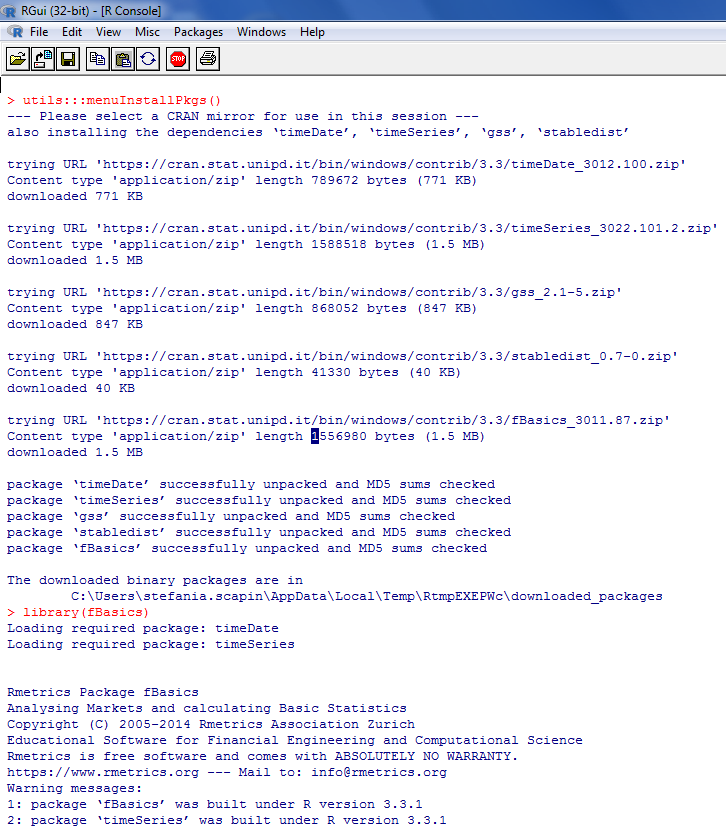 RGui (32-bit) - [R Console]
File Edit View Misc Packages Windows Help
STOP
> utils:::menuInstallPkgs()
--- Please select a CRAN mirror for use in this session ---
also installing the dependencies ‘timeDate’, ‘timeSeries’, ‘gss’, ‘stabledist’
trying URL 'https://cran.stat.unipd.it/bin/windows/contrib/3.3/timeDate_3012.100.zip'
Content type 'application/zip' length 789672 bytes (771 KB)
downloaded 771 KB
trying URL 'https://cran.stat.unipd.it/bin/windows/contrib/3.3/timeSeries_3022.101.2.zip'
Content type 'application/zip' length 1588518 bytes (1.5 MB)
downloaded 1.5 MB
trying URL 'https://cran.stat.unipd.it/bin/windows/contrib/3.3/gss_2.1-5.zip'
Content type 'application/zip' length 868052 bytes (847 KB)
downloaded 847 KB
trying URL 'https://cran.stat.unipd.it/bin/windows/contrib/3.3/stabledist_0.7-0.zip'
Content type 'application/zip' length 41330 bytes (40 KB)
downloaded 40 KB
trying URL 'https://cran.stat.unipd.it/bin/windows/contrib/3.3/fBasics_3011.87.zip'
Content type 'application/zip' length 1556980 bytes (1.5 MB)
downloaded 1.5 MB
package ‘timeDate’ successfully unpacked and MD5 sums checked
package ‘timeSeries’ successfully unpacked and MD5 sums checked
package ‘gss’ successfully unpacked and MD5 sums checked
package ‘stabledist’ successfully unpacked and MD5 sums checked
package ‘fBasics’ successfully unpacked and MD5 sums checked
The downloaded binary packages are in
C:\Users\stefania.scapin\AppData\Local\Temp\RtmpEXEPWc\downloaded_packages
> library(fBasics)
Loading required package: timeDate
Loading required package: timeSeries
Rmetrics Package fBasics
Analysing Markets and calculating Basic Statistics
Copyright (C) 2005-2014 Rmetrics Association Zurich
Educational Software for Financial Engineering and Computational Science
Rmetrics is free software and comes with ABSOLUTELY NO WARRANTY.
https://www.rmetrics.org --- Mail to: info@rmetrics.org
Warning messages:
1: package ‘fBasics’ was built under R version 3.3.1
2: package ‘timeSeries’ was built under R version 3.3.1